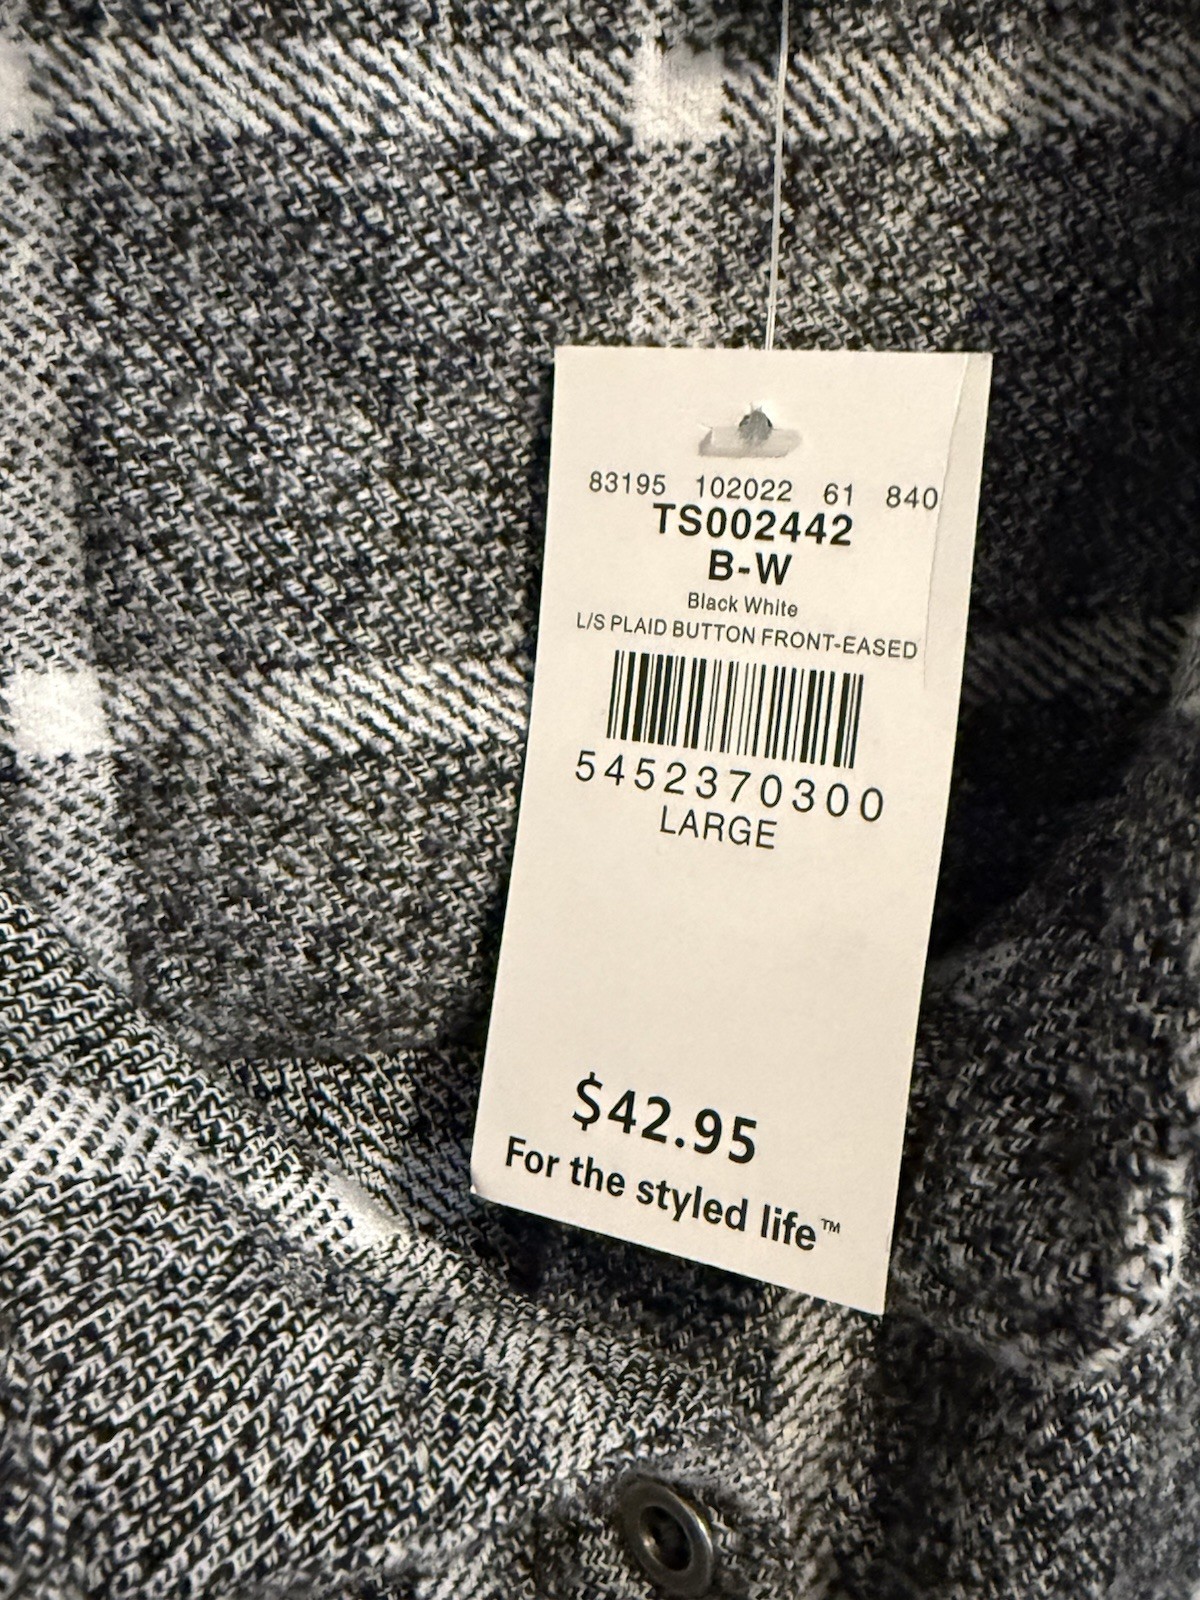 83195 102022 61 840
TS002442
B-W
Black White
L/S PLAID BUTTON FRONT-EASED
5452370300
LARGE
$42.95
For the styled life™